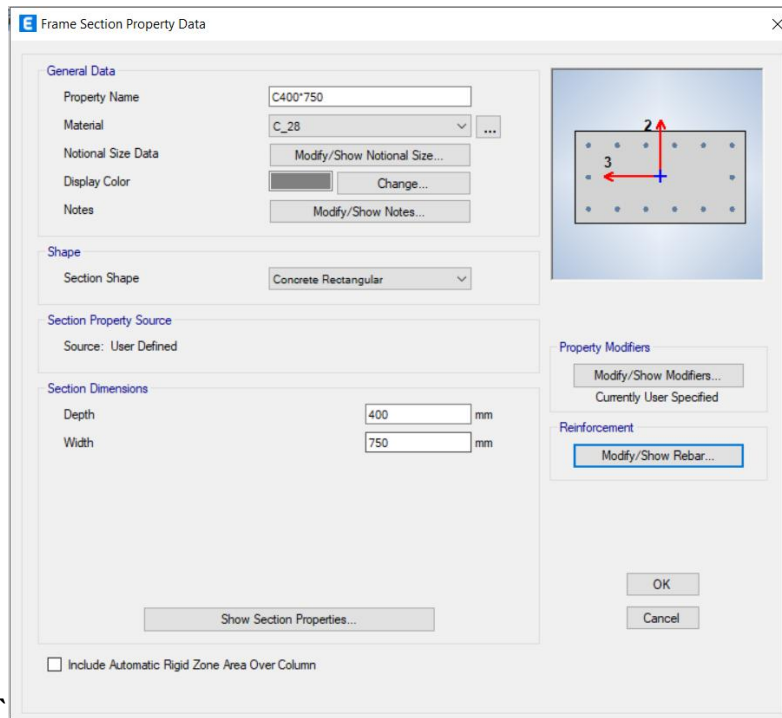 E Frame Section Property Data
General Data
Property Name C400*750
Material C_28 ...
Notional Size Data Modify/Show Notional Size...
Display Color Change...
Notes Modify/Show Notes...
2
3
Shape
Section Shape Concrete Rectangular
Section Property Source
Source: User Defined
Property Modifiers
Modify/Show Modifiers...
Currently User Specified
Section Dimensions
Depth 400 mm
Width 750 mm
Reinforcement
Modify/Show Rebar...
OK
Show Section Properties... Cancel
Include Automatic Rigid Zone Area Over Column